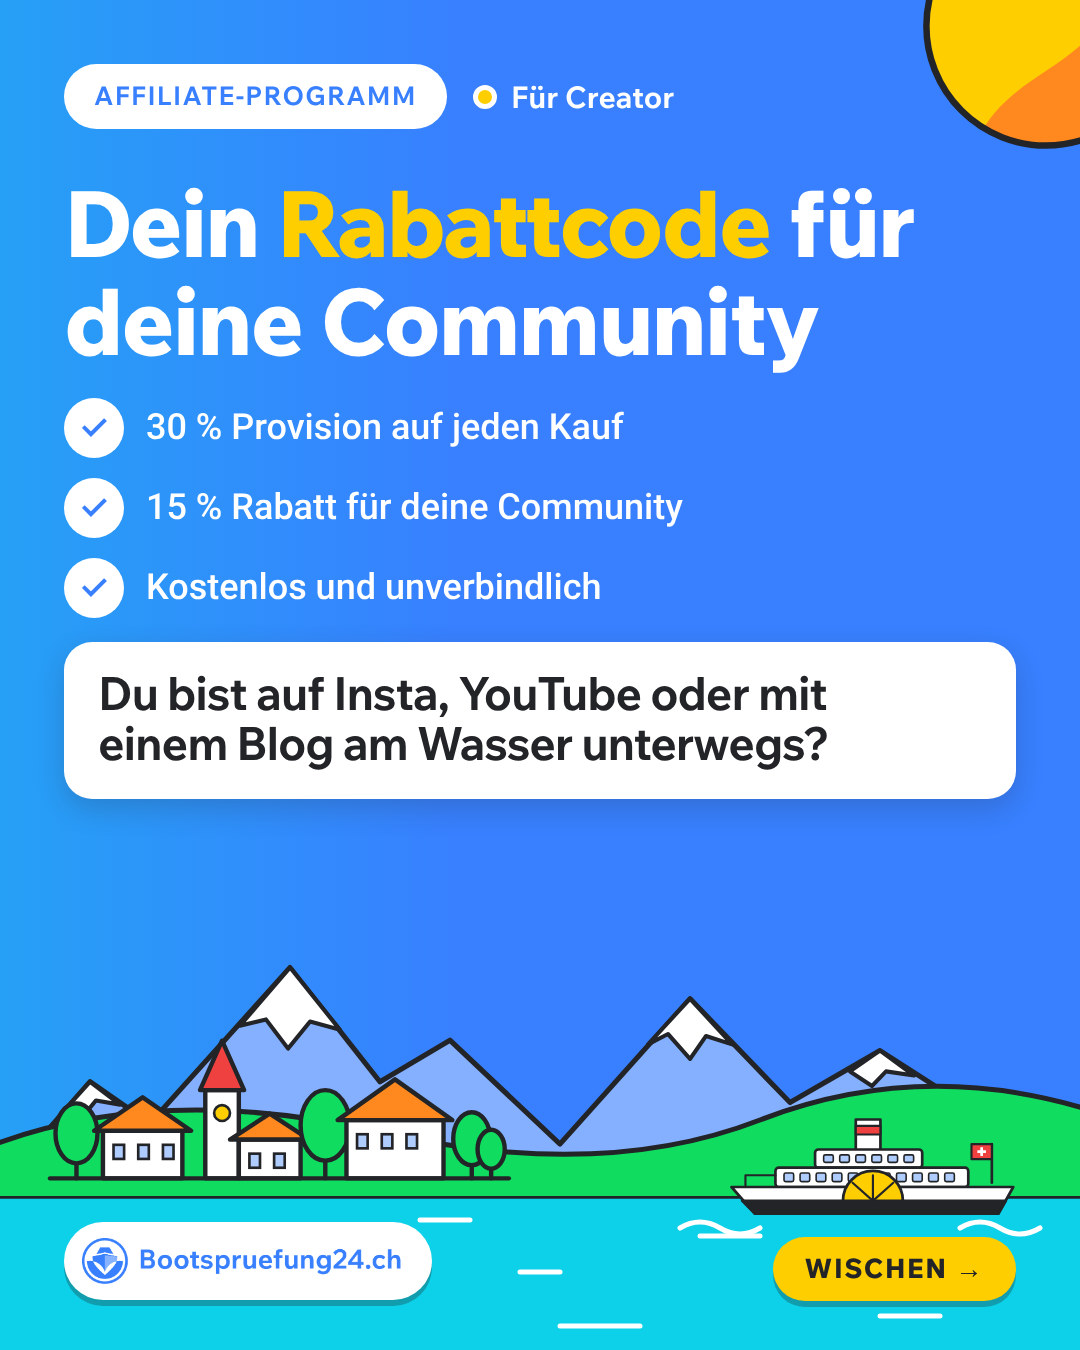 AFFILIATE-PROGRAMM
Für Creator
Dein Rabattcode für
deine Community
30 % Provision auf jeden Kauf
15 % Rabatt für deine Community
Kostenlos und unverbindlich
Du bist auf Insta, YouTube oder mit
einem Blog am Wasser unterwegs?
Bootspruefung24.ch
WISCHEN →